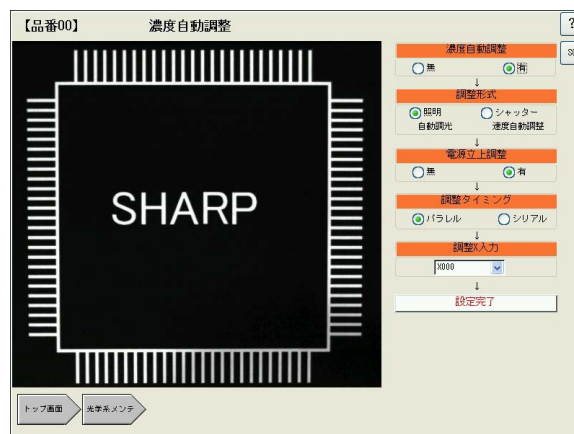 【品番00】 濃度自動調整
?
SHARP
濃度自動調整
無 有
↓
調整形式
照明 シャッター
自動調光 速度自動調整
↓
電源立上調整
無 有
↓
調整タイミング
パラレル シリアル
↓
調整X入力
X000
↓
設定完了
トップ画面 光学系メンテ